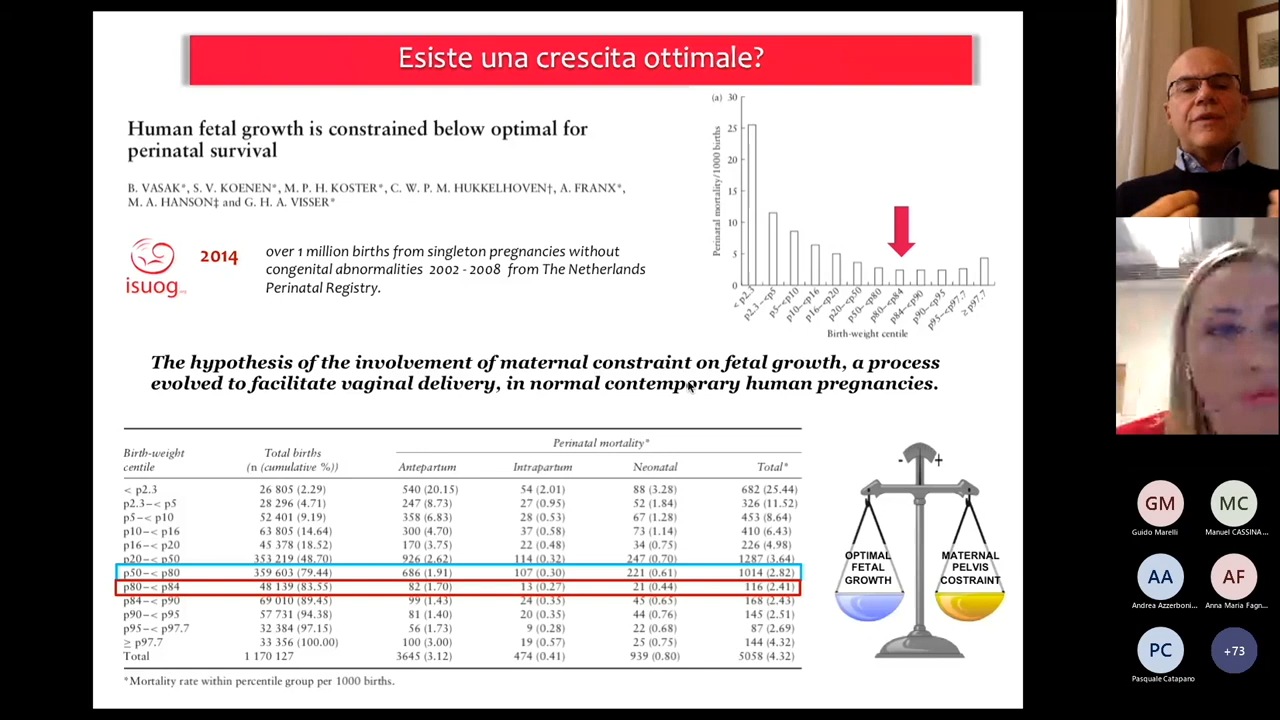 Esiste una crescita ottimale?
Human fetal growth is constrained below optimal for
perinatal survival
B. VASAK*, S. V. KOENEN*, M. P. H. KOSTER*, C. W. P. M. HUKKELHOVEN†, A. FRANX*,
M. A. HANSON‡ and G. H. A. VISSER*
isuog.org
2014
over 1 million births from singleton pregnancies without
congenital abnormalities 2002 - 2008 from The Netherlands
Perinatal Registry.
(a)
Perinatal mortality/1000 births
30
25
20
15
10
5
0
< p2.3
p2.3–<p5
p5–<p10
p10–<p16
p16–<p20
p20–<p50
p50–<p80
p80–<p84
p84–<p90
p90–<p95
p95–<p97.7
≥ p97.7
Birth-weight centile
The hypothesis of the involvement of maternal constraint on fetal growth, a process
evolved to facilitate vaginal delivery, in normal contemporary human pregnancies.
Perinatal mortality*
Birth-weight centile Total births (n (cumulative %)) Antepartum Intrapartum Neonatal Total*
< p2.3 26 805 (2.29) 540 (20.15) 54 (2.01) 88 (3.28) 682 (25.44)
p2.3–< p5 28 296 (4.71) 247 (8.73) 27 (0.95) 52 (1.84) 326 (11.52)
p5–< p10 52 401 (9.19) 358 (6.83) 28 (0.53) 67 (1.28) 453 (8.64)
p10–< p16 63 805 (14.64) 300 (4.70) 37 (0.58) 73 (1.14) 410 (6.43)
p16–< p20 45 378 (18.52) 170 (3.75) 22 (0.48) 34 (0.75) 226 (4.98)
p20–< p50 353 219 (48.70) 926 (2.62) 114 (0.32) 247 (0.70) 1287 (3.64)
p50–< p80 359 603 (79.44) 686 (1.91) 107 (0.30) 221 (0.61) 1014 (2.82)
p80–< p84 48 139 (83.55) 82 (1.70) 13 (0.27) 21 (0.44) 116 (2.41)
p84–< p90 69 010 (89.45) 99 (1.43) 24 (0.35) 45 (0.65) 168 (2.43)
p90–< p95 57 731 (94.38) 81 (1.40) 20 (0.35) 44 (0.76) 145 (2.51)
p95–< p97.7 32 384 (97.15) 56 (1.73) 9 (0.28) 22 (0.68) 87 (2.69)
≥ p97.7 33 356 (100.00) 100 (3.00) 19 (0.57) 25 (0.75) 144 (4.32)
Total 1 170 127 3645 (3.12) 474 (0.41) 939 (0.80) 5058 (4.32)
*Mortality rate within percentile group per 1000 births.
- +
OPTIMAL
FETAL
GROWTH
MATERNAL
PELVIS
COSTRAINT
GM
Guido Marelli
MC
Manuel CASSINA...
AA
Andrea Azzerboni...
AF
Anna Maria Fagn...
PC
Pasquale Catapano
+73